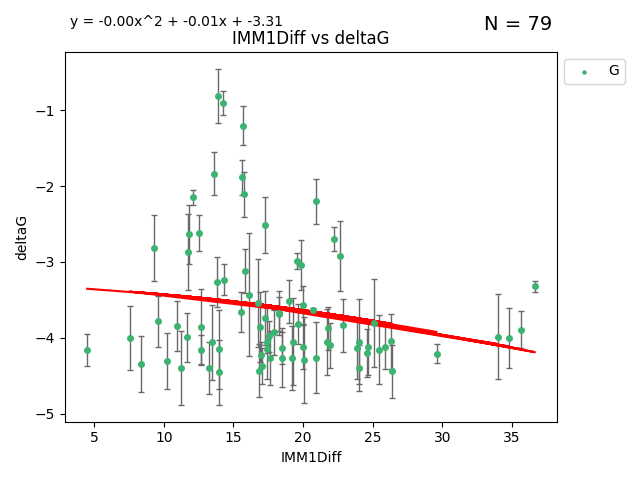 y = -0.00x^2 + -0.01x + -3.31
N = 79
IMM1Diff vs deltaG
G
−1
−2
−3
−4
−5
deltaG
5 10 15 20 25 30 35
IMM1Diff